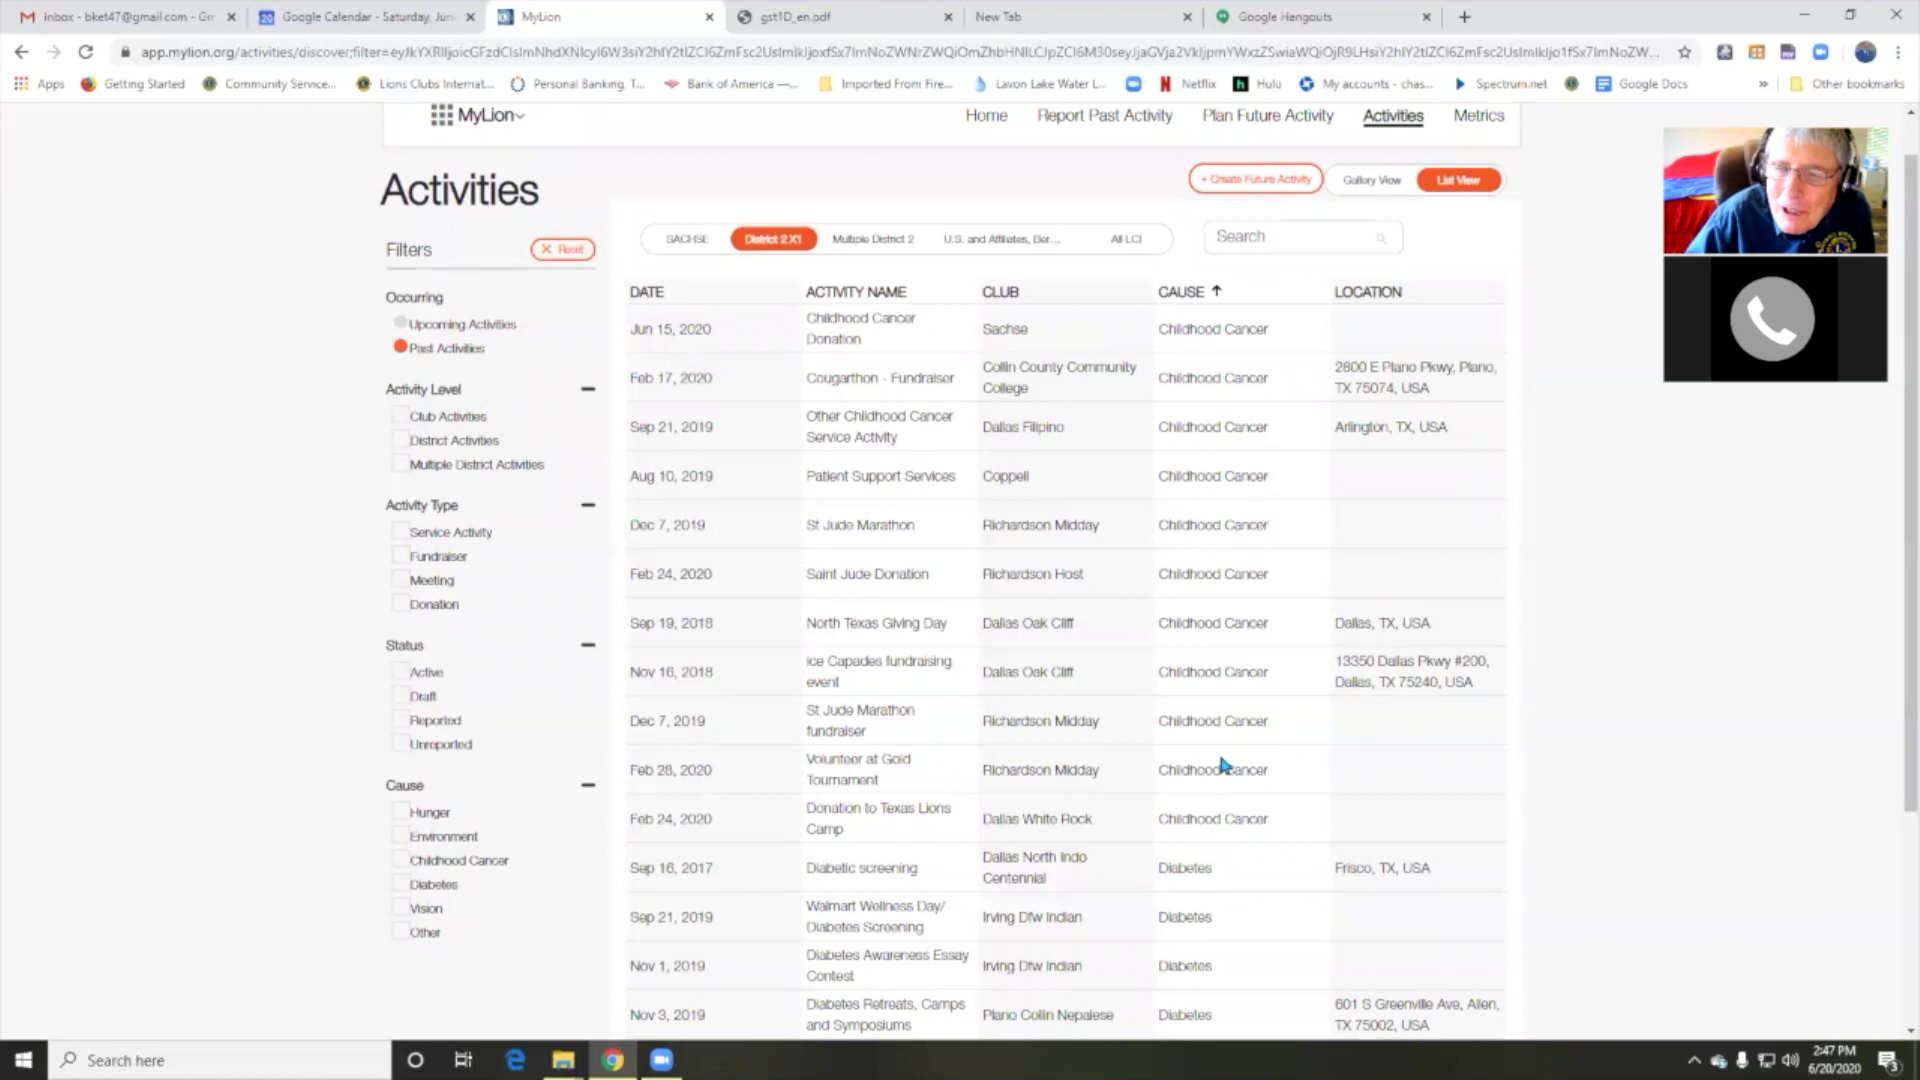 Inbox - bket47@gmail.com - Gm
Google Calendar - Saturday, Jun
MyLion
gst1D_en.pdf
New Tab
Google Hangouts
Apps
Getting Started
Community Service...
Lions Clubs Internat...
Personal Banking, T...
Bank of America —...
Imported From Fire...
Lavon Lake Water L...
Netflix
Hulu
My accounts - chas...
Spectrum.net
Google Docs
»
Other bookmarks
MyLion
Home
Report Past Activity
Plan Future Activity
Activities
Metrics
Activities
+ Create Future Activity
Gallery View
List View
Filters
× Reset
SACHSE
District 2 X1
Multiple District 2
U.S. and Affiliates, Ber...
All LCI
Search
Occurring
Upcoming Activities
Past Activities
Activity Level
Club Activities
District Activities
Multiple District Activities
Activity Type
Service Activity
Fundraiser
Meeting
Donation
Status
Active
Draft
Reported
Unreported
Cause
Hunger
Environment
Childhood Cancer
Diabetes
Vision
Other
DATE ACTIVITY NAME CLUB CAUSE ↑ LOCATION
Jun 15, 2020 Childhood Cancer Sachse Childhood Cancer
Donation
Feb 17, 2020 Cougarthon - Fundraiser Collin County Community Childhood Cancer 2800 E Plano Pkwy, Plano,
College TX 75074, USA
Sep 21, 2019 Other Childhood Cancer Dallas Filipino Childhood Cancer Arlington, TX, USA
Service Activity
Aug 10, 2019 Patient Support Services Coppell Childhood Cancer
Dec 7, 2019 St Jude Marathon Richardson Midday Childhood Cancer
Feb 24, 2020 Saint Jude Donation Richardson Host Childhood Cancer
Sep 19, 2018 North Texas Giving Day Dallas Oak Cliff Childhood Cancer Dallas, TX, USA
Nov 16, 2018 ice Capades fundraising Dallas Oak Cliff Childhood Cancer 13350 Dallas Pkwy #200,
event Dallas, TX 75240, USA
Dec 7, 2019 St Jude Marathon Richardson Midday Childhood Cancer
fundraiser
Feb 28, 2020 Volunteer at Gold Richardson Midday Childhood Cancer
Tournament
Feb 24, 2020 Donation to Texas Lions Dallas White Rock Childhood Cancer
Camp
Sep 16, 2017 Diabetic screening Dallas North Indo Diabetes Frisco, TX, USA
Centennial
Sep 21, 2019 Walmart Wellness Day/ Irving Dfw Indian Diabetes
Diabetes Screening
Nov 1, 2019 Diabetes Awareness Essay Irving Dfw Indian Diabetes
Contest
Nov 3, 2019 Diabetes Retreats, Camps Plano Collin Nepalese Diabetes 601 S Greenville Ave, Allen,
and Symposiums TX 75002, USA
Search here
2:47 PM
6/20/2020
3